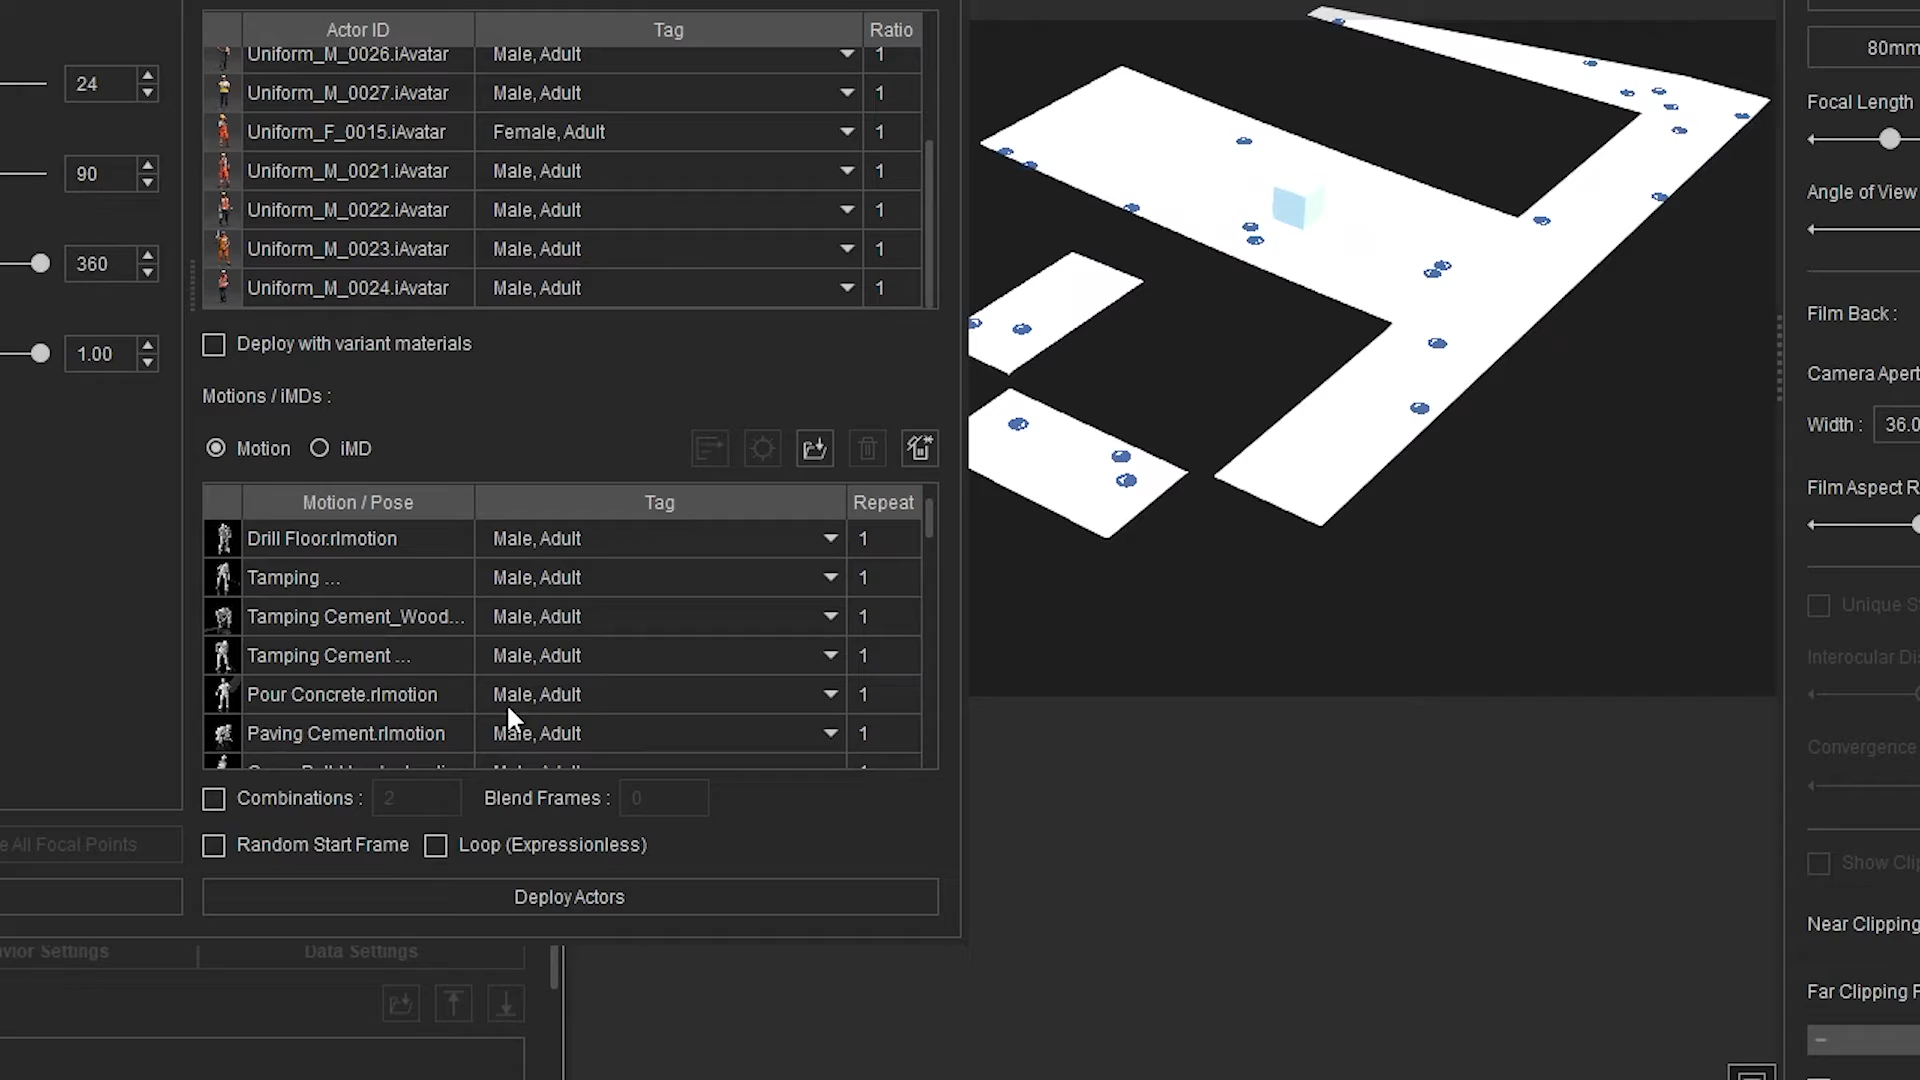 Actor ID Tag Ratio
Uniform_M_0026.iAvatar Male, Adult 1
Uniform_M_0027.iAvatar Male, Adult 1
Uniform_F_0015.iAvatar Female, Adult 1
Uniform_M_0021.iAvatar Male, Adult 1
Uniform_M_0022.iAvatar Male, Adult 1
Uniform_M_0023.iAvatar Male, Adult 1
Uniform_M_0024.iAvatar Male, Adult 1
24
90
360
1.00
Deploy with variant materials
Motions / iMDs :
Motion iMD
Motion / Pose Tag Repeat
Drill Floor.rlmotion Male, Adult 1
Tamping ... Male, Adult 1
Tamping Cement_Wood... Male, Adult 1
Tamping Cement ... Male, Adult 1
Pour Concrete.rlmotion Male, Adult 1
Paving Cement.rlmotion Male, Adult 1
Combinations : 2 Blend Frames : 0
Random Start Frame Loop (Expressionless)
Deploy Actors
e All Focal Points
vior Settings Data Settings
80mm
Focal Length
Angle of View
Film Back :
Camera Apert
Width : 36.0
Film Aspect R
Unique S
Interocular Di
Convergence
Show Cli
Near Clipping
Far Clipping P